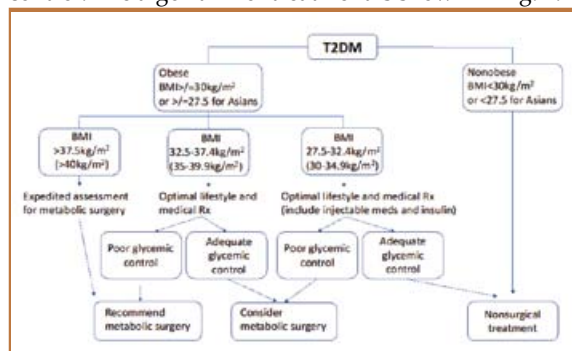 T2DM
Obese
BMI>/=30kg/m²
or >/=27.5 for Asians
Nonobese
BMI<30kg/m²
or <27.5 for Asians
BMI
>37.5kg/m²
(>40kg/m²)
BMI
32.5-37.4kg/m²
(35-39.9kg/m²)
BMI
27.5-32.4kg/m²
(30-34.9kg/m²)
Expedited assessment
for metabolic surgery
Optimal lifestyle and
medical Rx
Optimal lifestyle and medical Rx
(include injectable meds and insulin)
Poor glycemic
control
Adequate
glycemic
control
Poor glycemic
control
Adequate
glycemic
control
Recommend
metabolic surgery
Consider
metabolic surgery
Nonsurgical
treatment